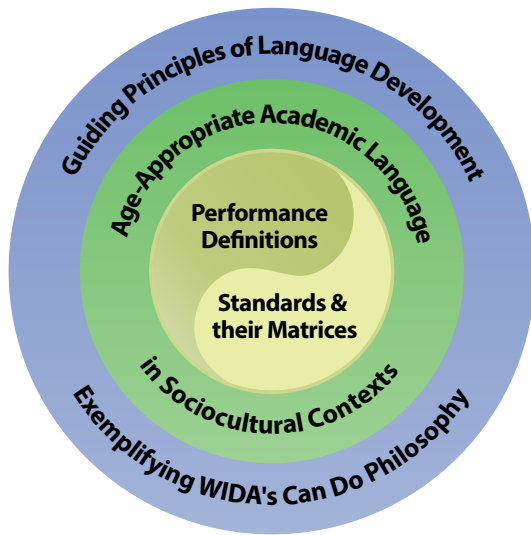 Guiding Principles of Language Development
Age-Appropriate Academic Language
Performance
Definitions
Standards &
their Matrices
in Sociocultural Contexts
Exemplifying WIDA's Can Do Philosophy